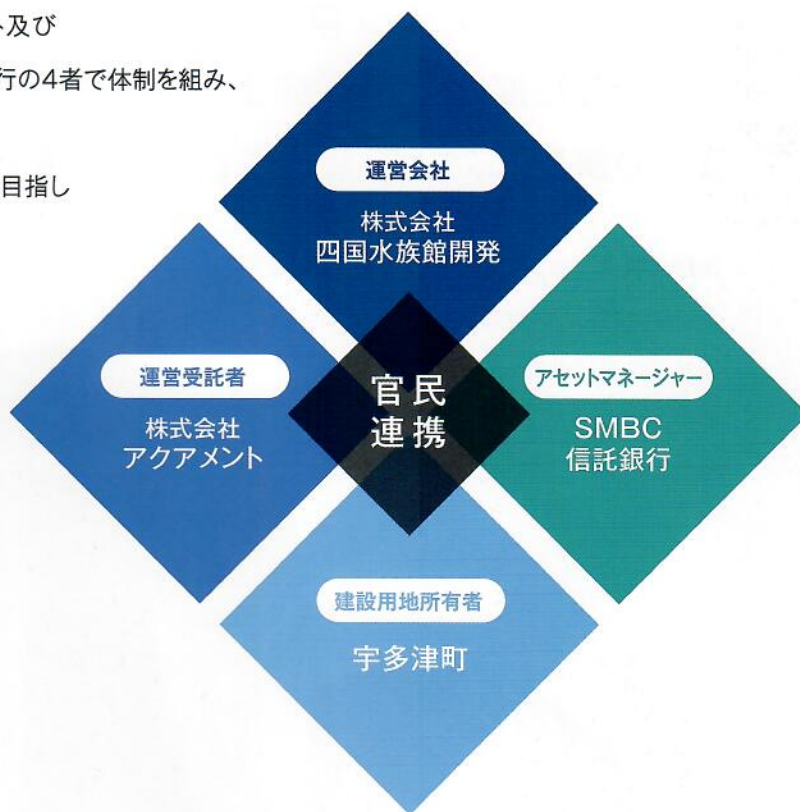 ト及び
行の4者で体制を組み、
目指し
運営会社
株式会社
四国水族館開発
運営受託者
株式会社
アクアメント
官民
連携
アセットマネージャー
SMBC
信託銀行
建設用地所有者
宇多津町